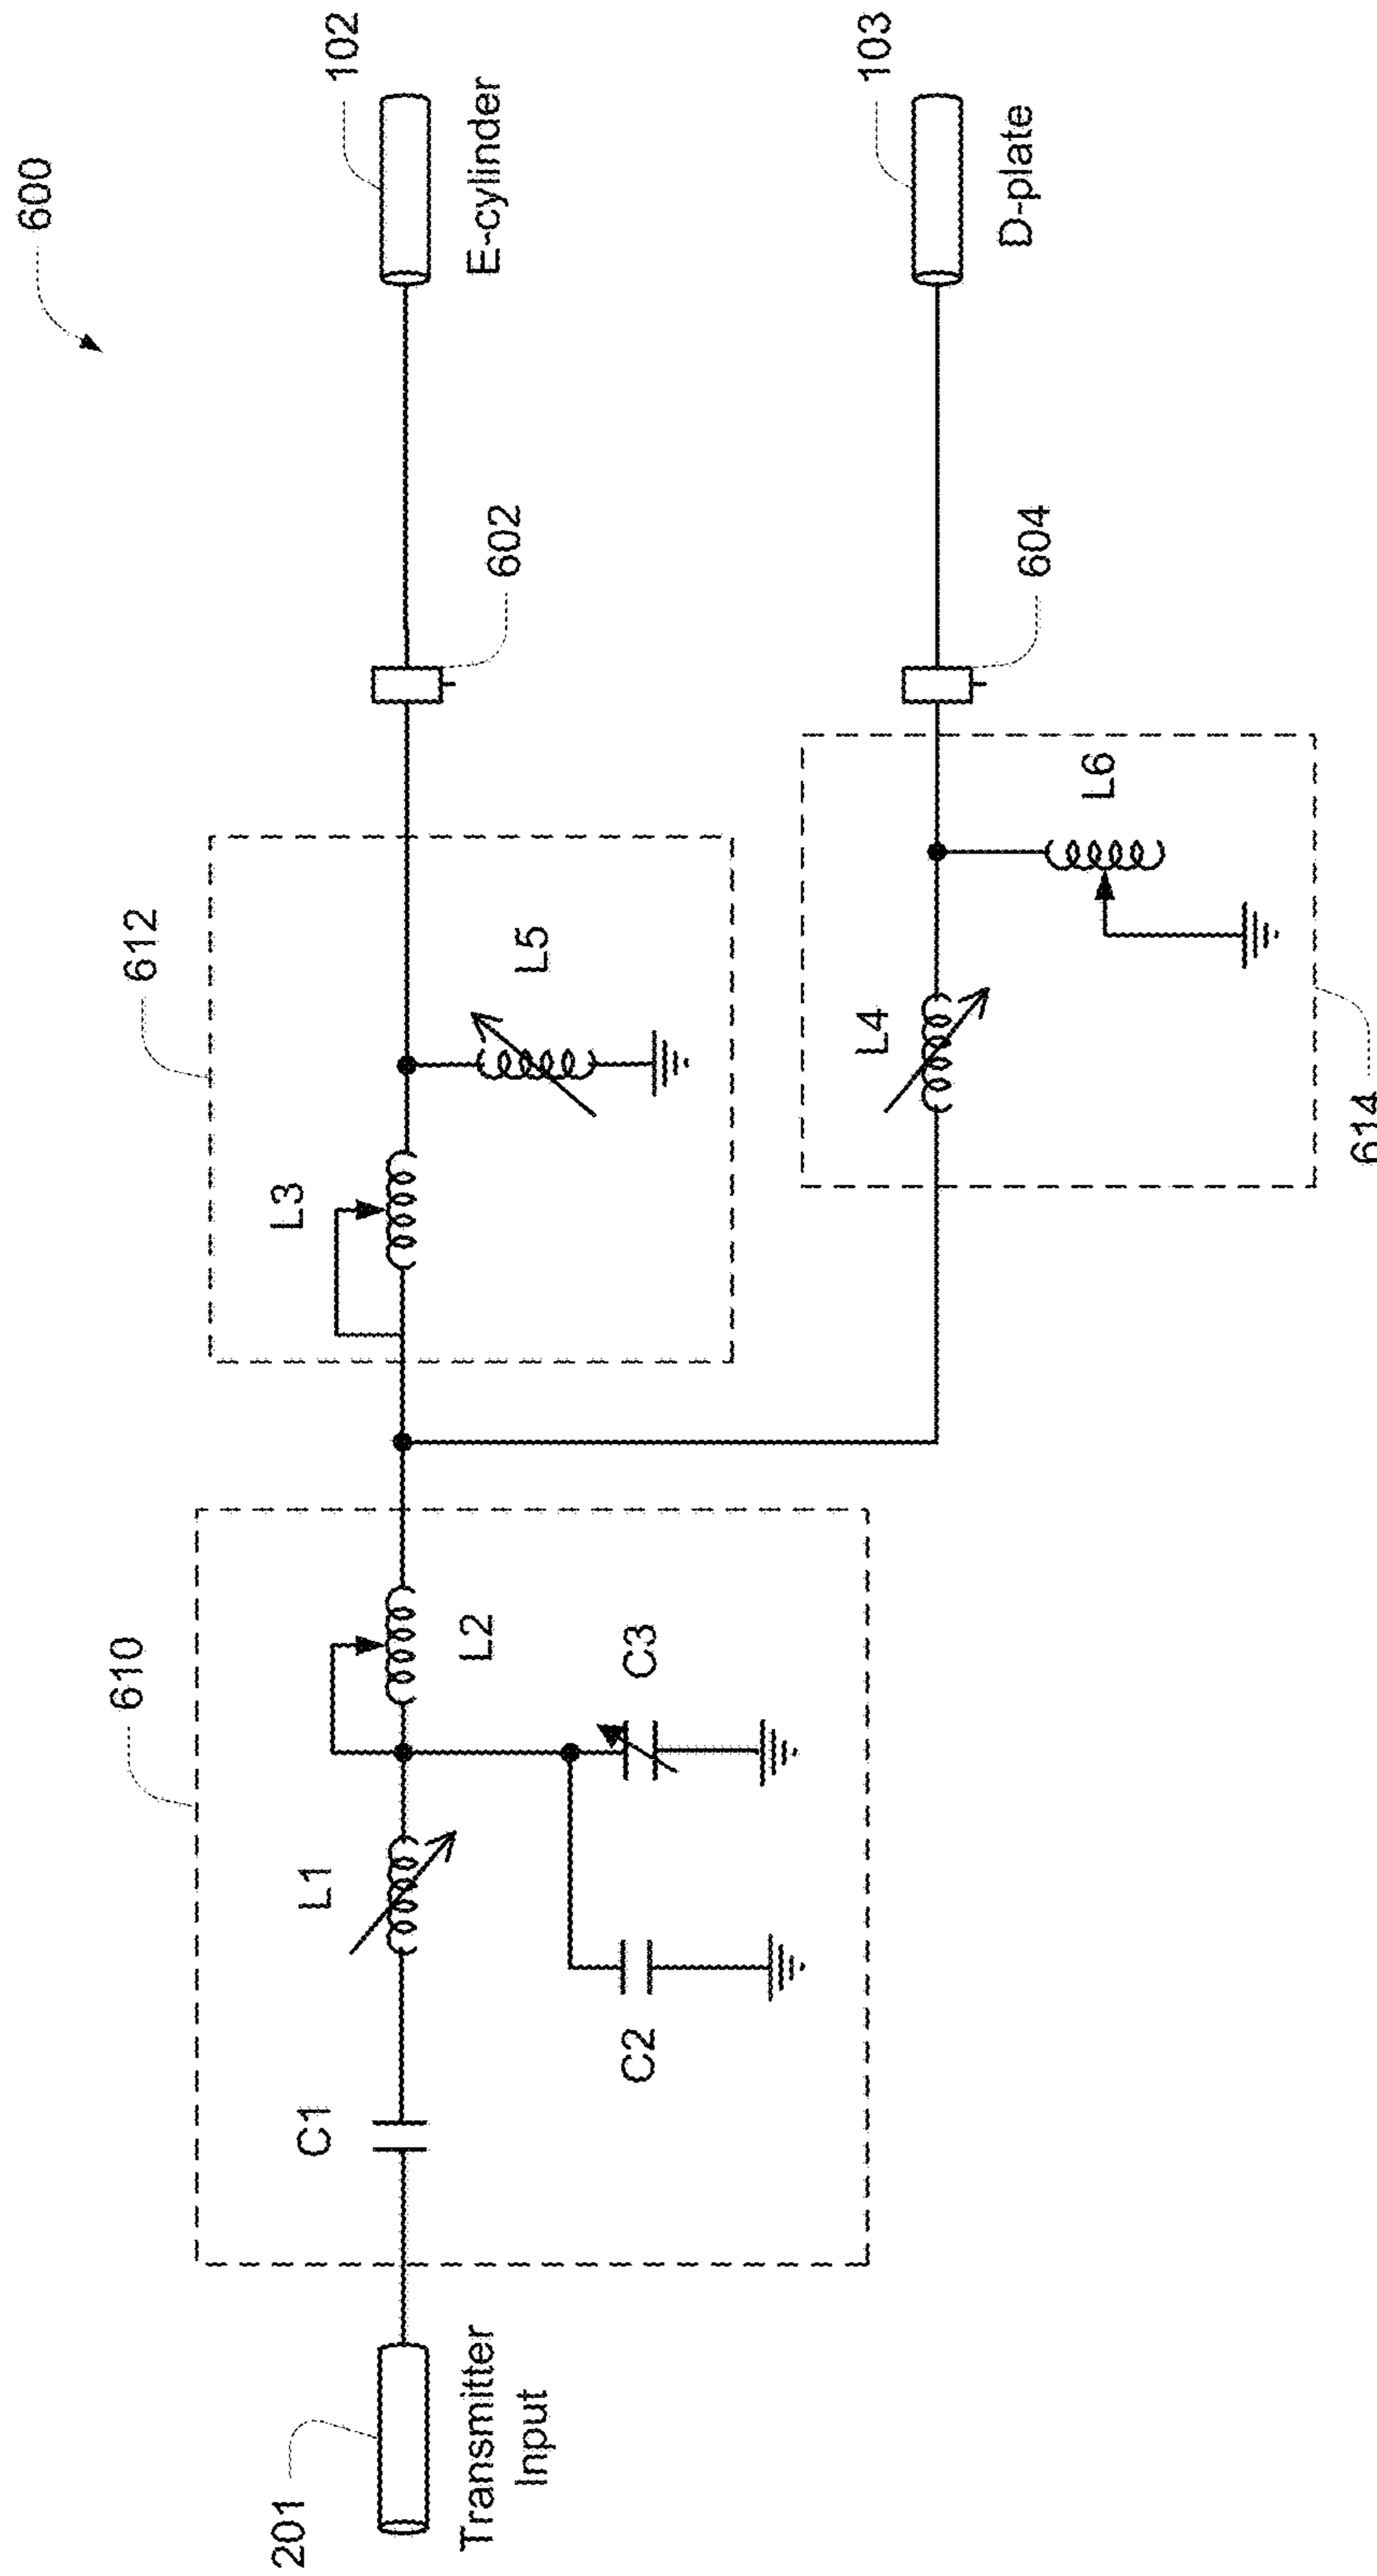 600
610
612
102
L3
L1
C1
L2
L5
602
E-cylinder
201
Transmitter
Input
C2
C3
L4
L6
604
103
D-plate
614